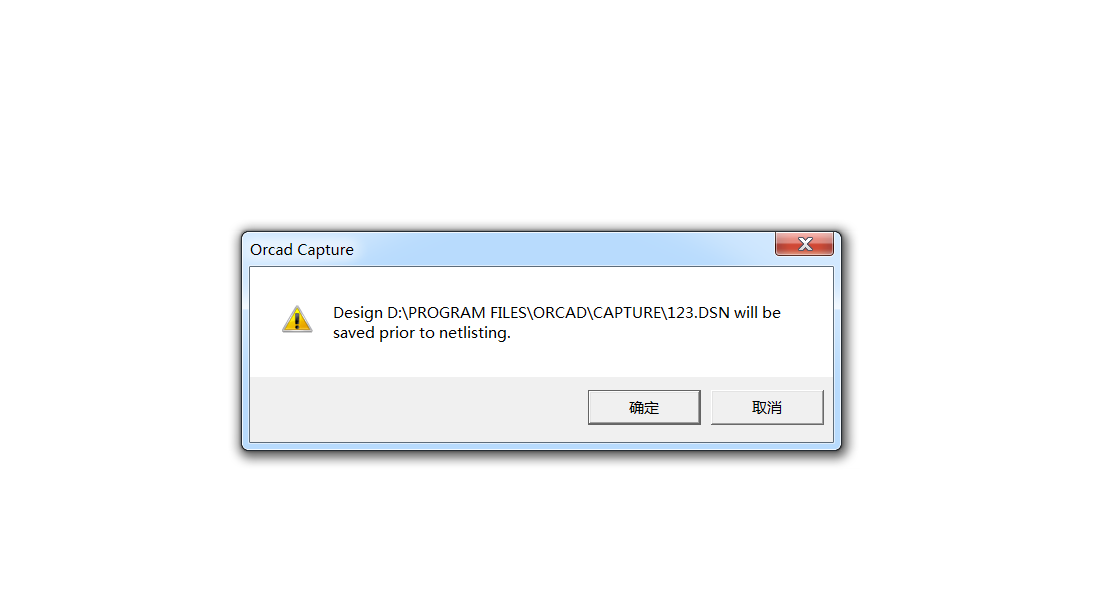 Orcad Capture
Design D:\PROGRAM FILES\ORCAD\CAPTURE\123.DSN will be
saved prior to netlisting.
确定 取消